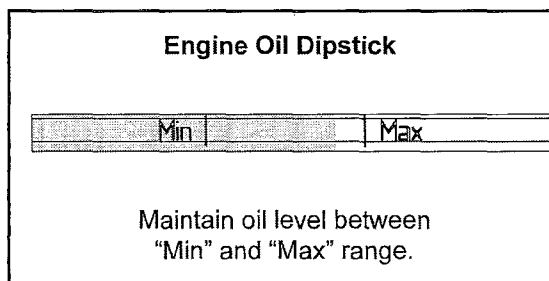 Engine Oil Dipstick
Min Max
Maintain oil level between
“Min” and “Max” range.